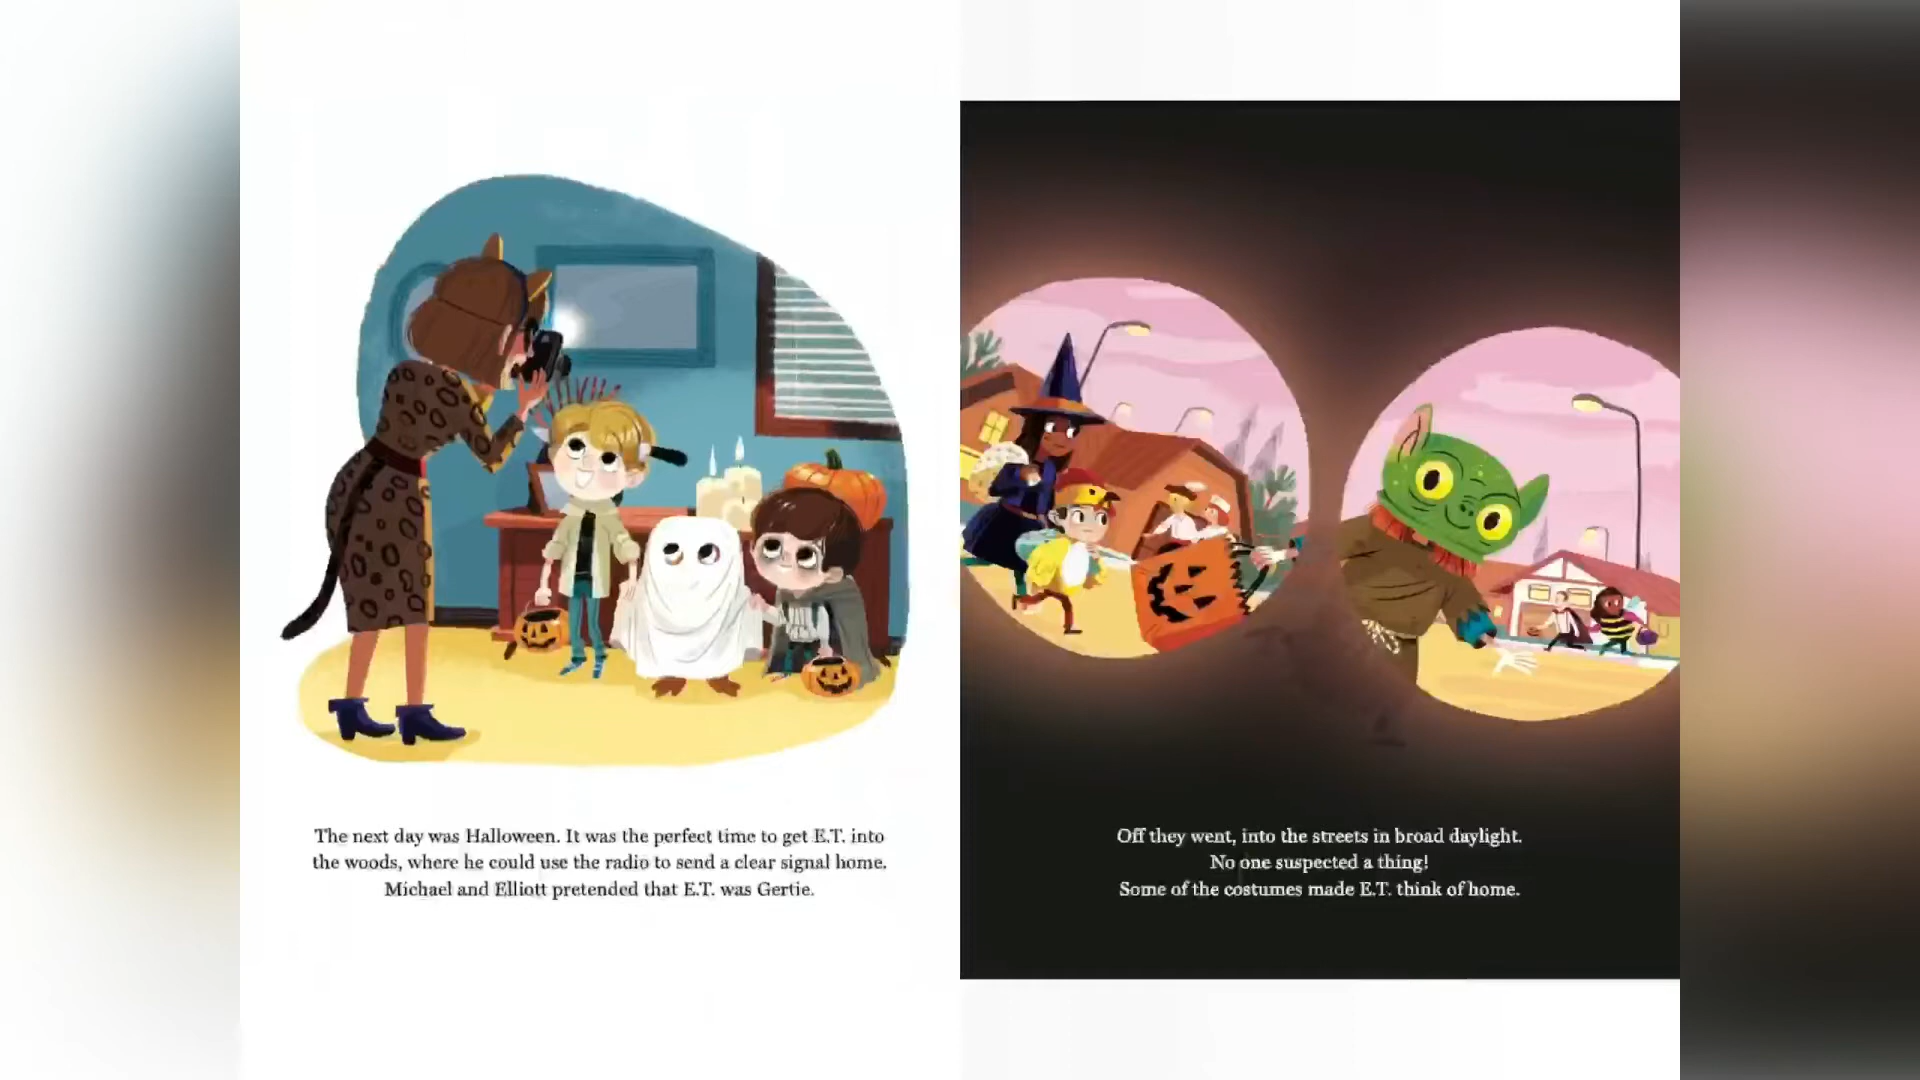 The next day was Halloween. It was the perfect time to get E.T. into
the woods, where he could use the radio to send a clear signal home.
Michael and Elliott pretended that E.T. was Gertie.
Off they went, into the streets in broad daylight.
No one suspected a thing!
Some of the costumes made E.T. think of home.